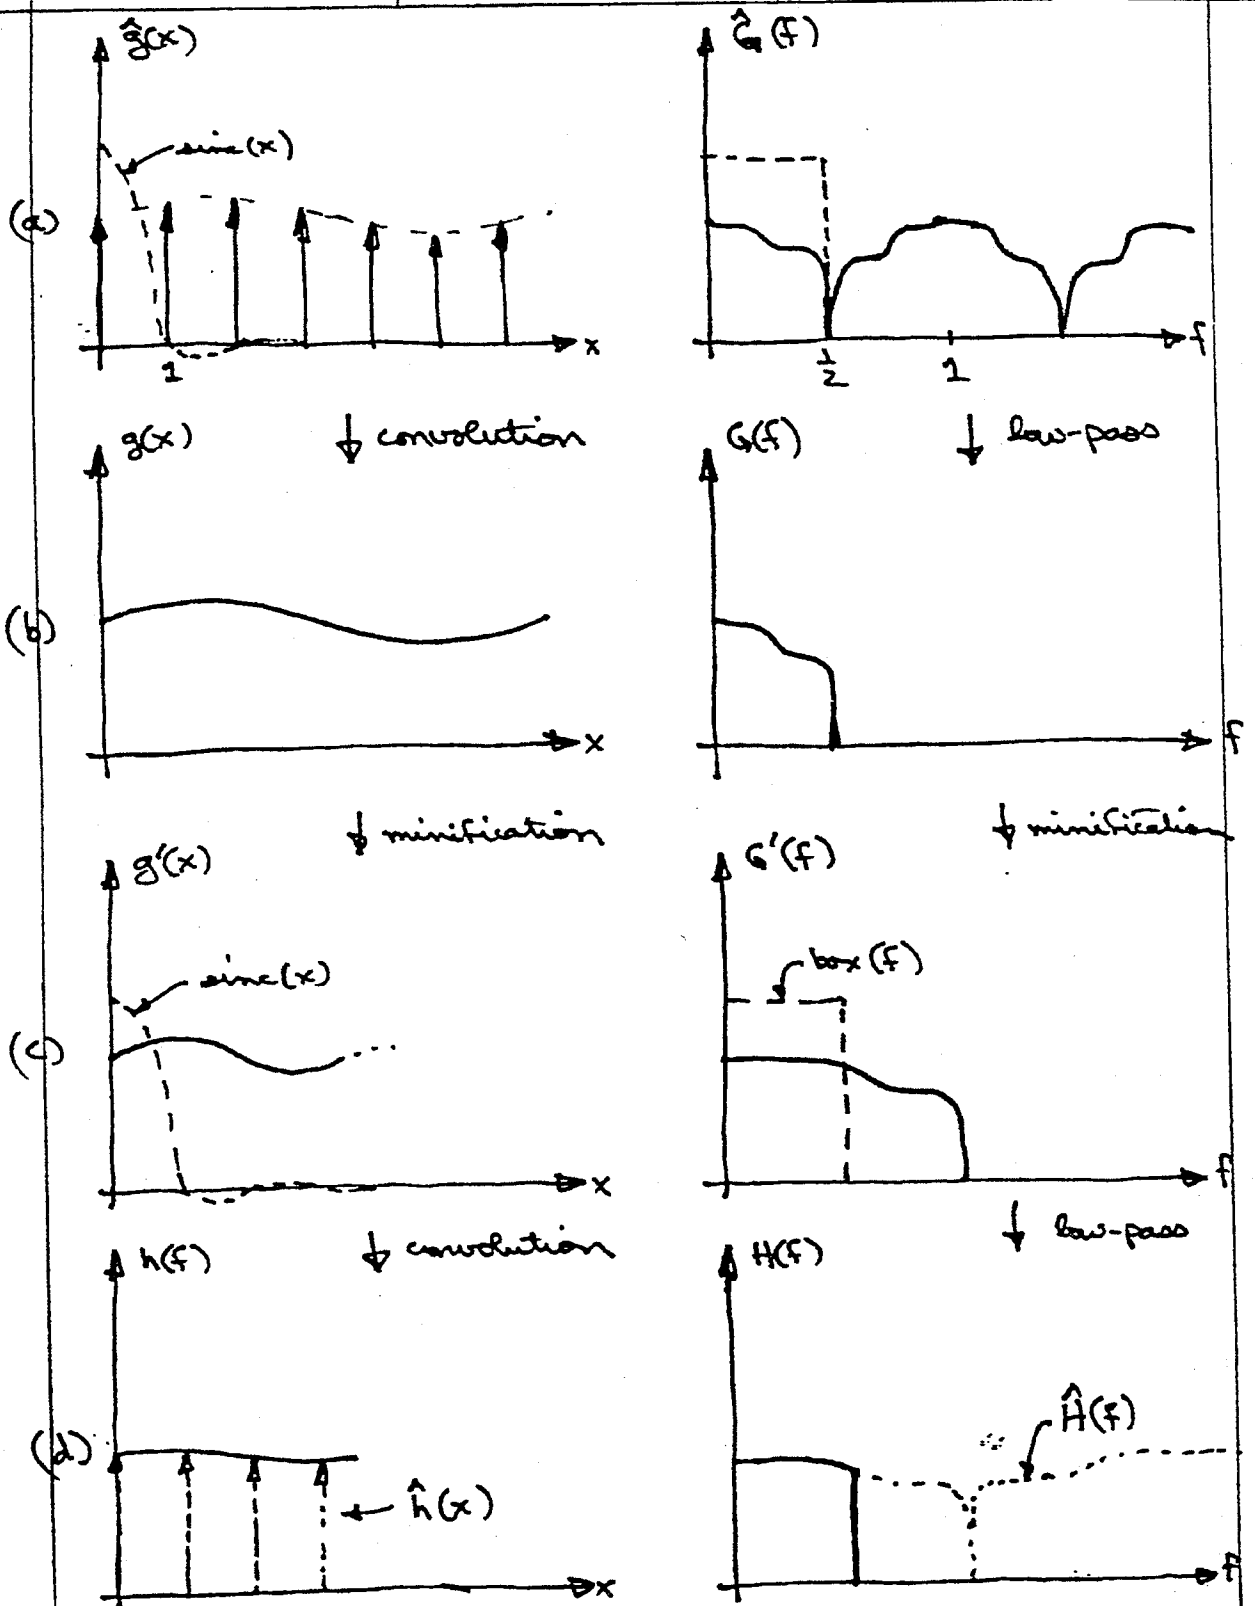 ĝ(x)
Ĝ(f)
sinc(x)
(a)
x
f
1
1/2
1
g(x)
↓ convolution
G(f)
↓ low-pass
(b)
x
f
↓ minification
↓ minification
g'(x)
G'(f)
sinc(x)
box(f)
(c)
x
f
↓ convolution
↓ low-pass
h(f)
H(f)
Ĥ(f)
(d)
ĥ(x)
x
f